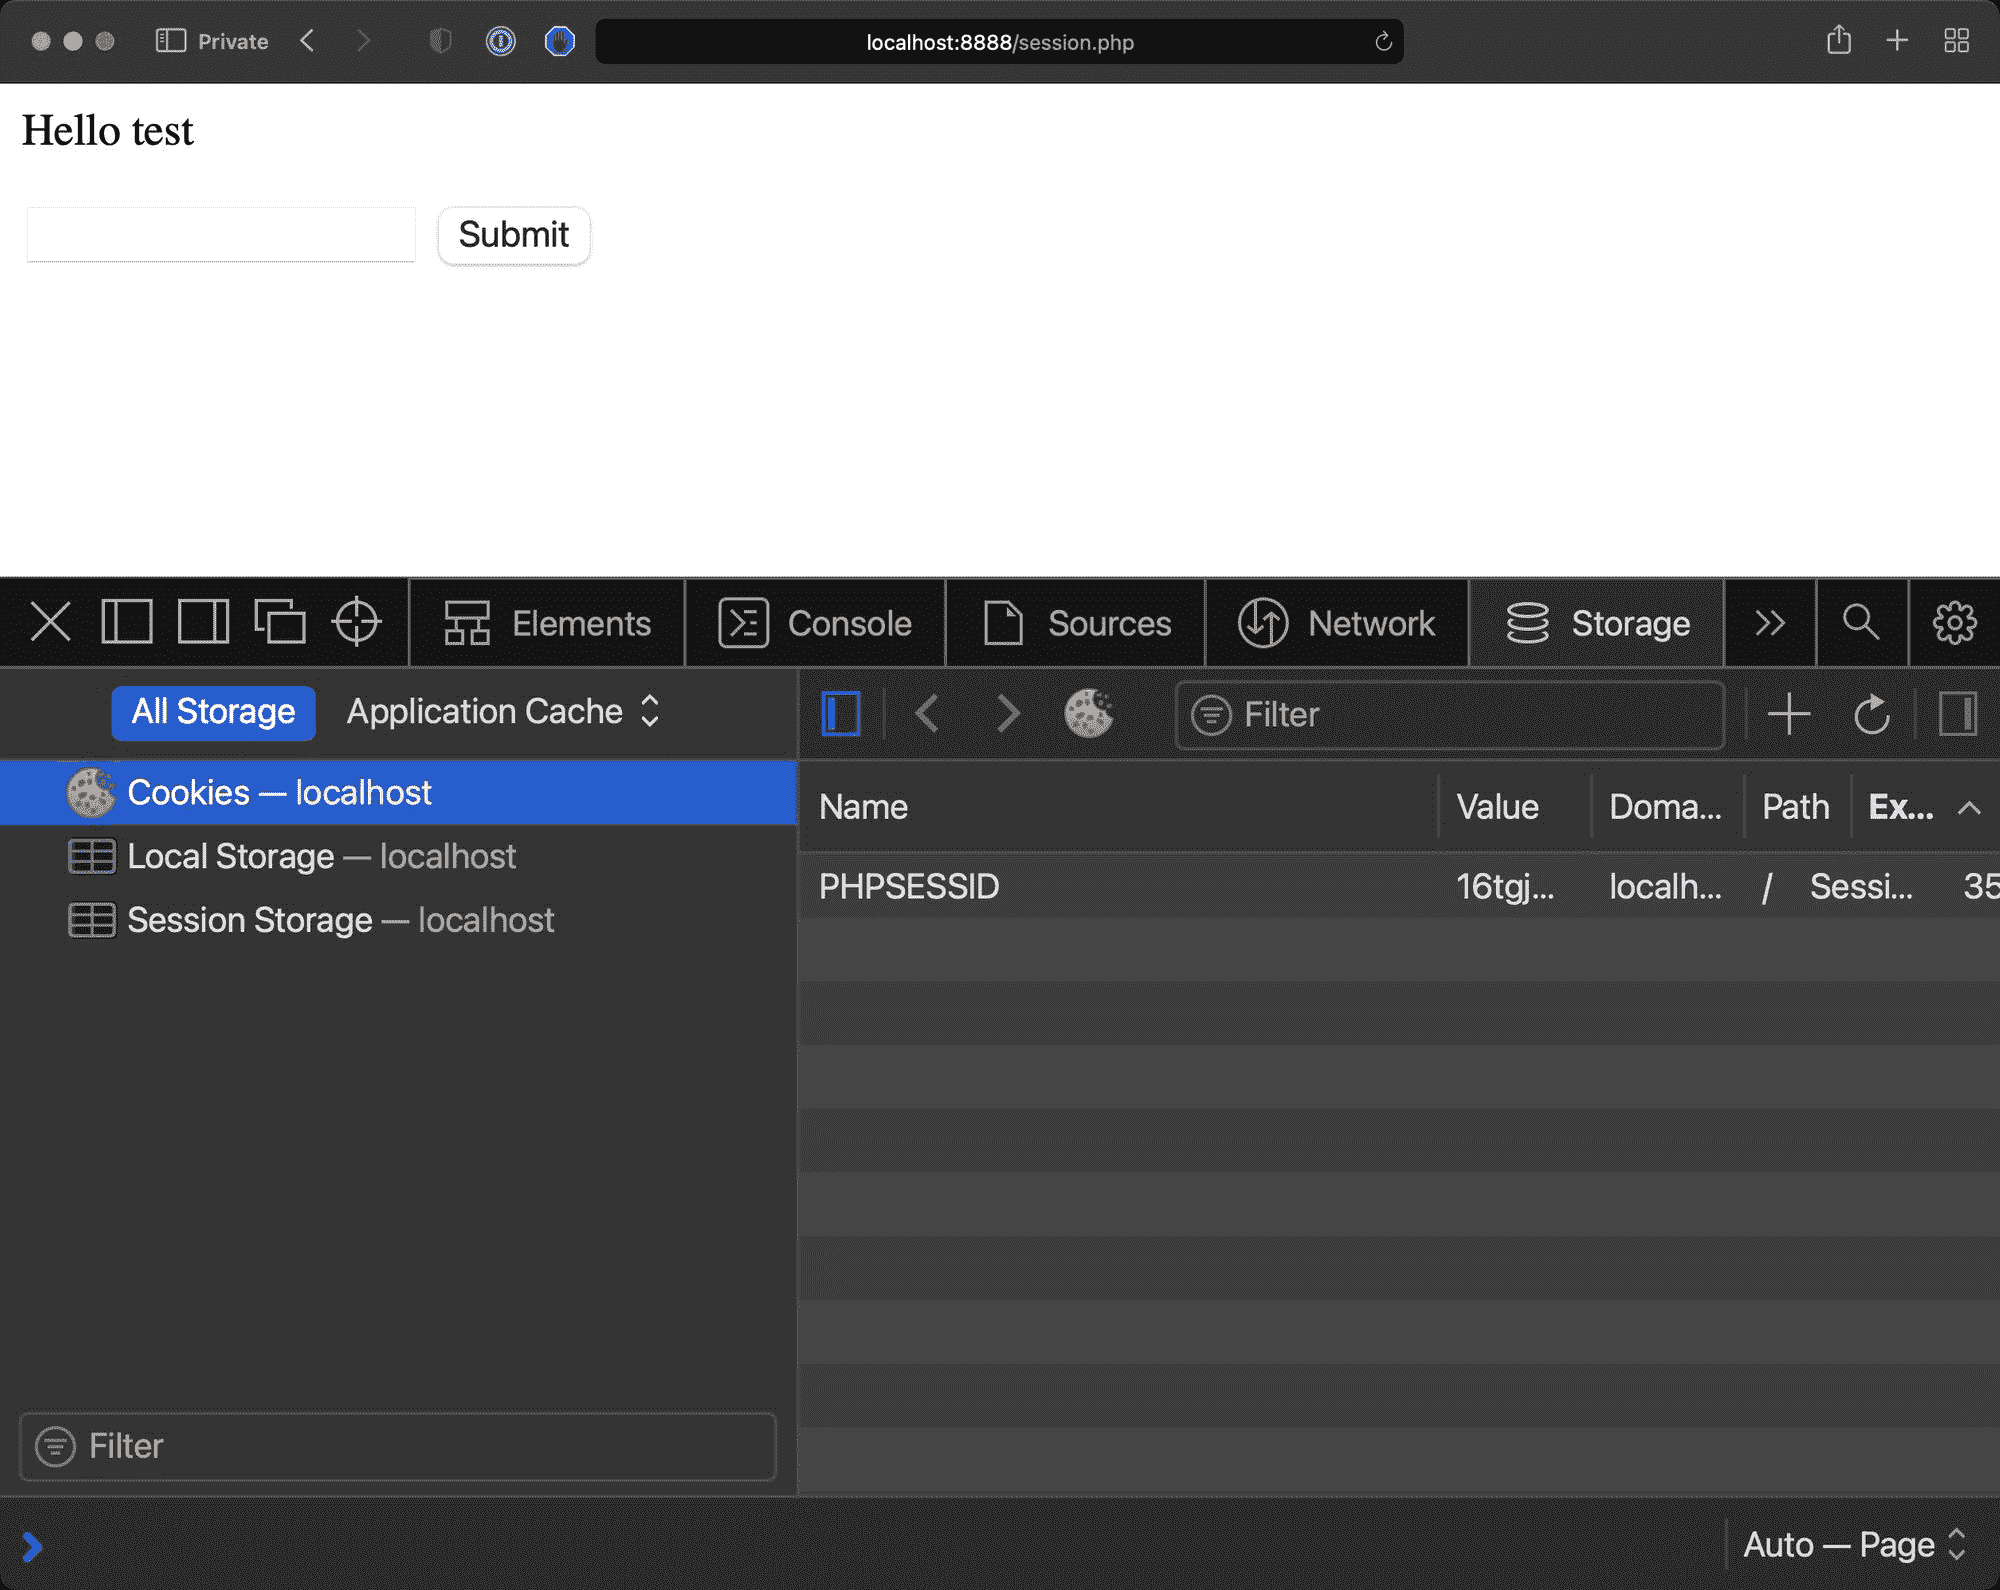 Private
localhost:8888/session.php
Hello test
Submit
Elements
Console
Sources
Network
Storage
All Storage
Application Cache
Filter
Cookies — localhost
Local Storage — localhost
Session Storage — localhost
Name
Value
Doma...
Path
Ex...
PHPSESSID
16tgj...
localh...
/
Sessi...
35
Filter
Auto — Page